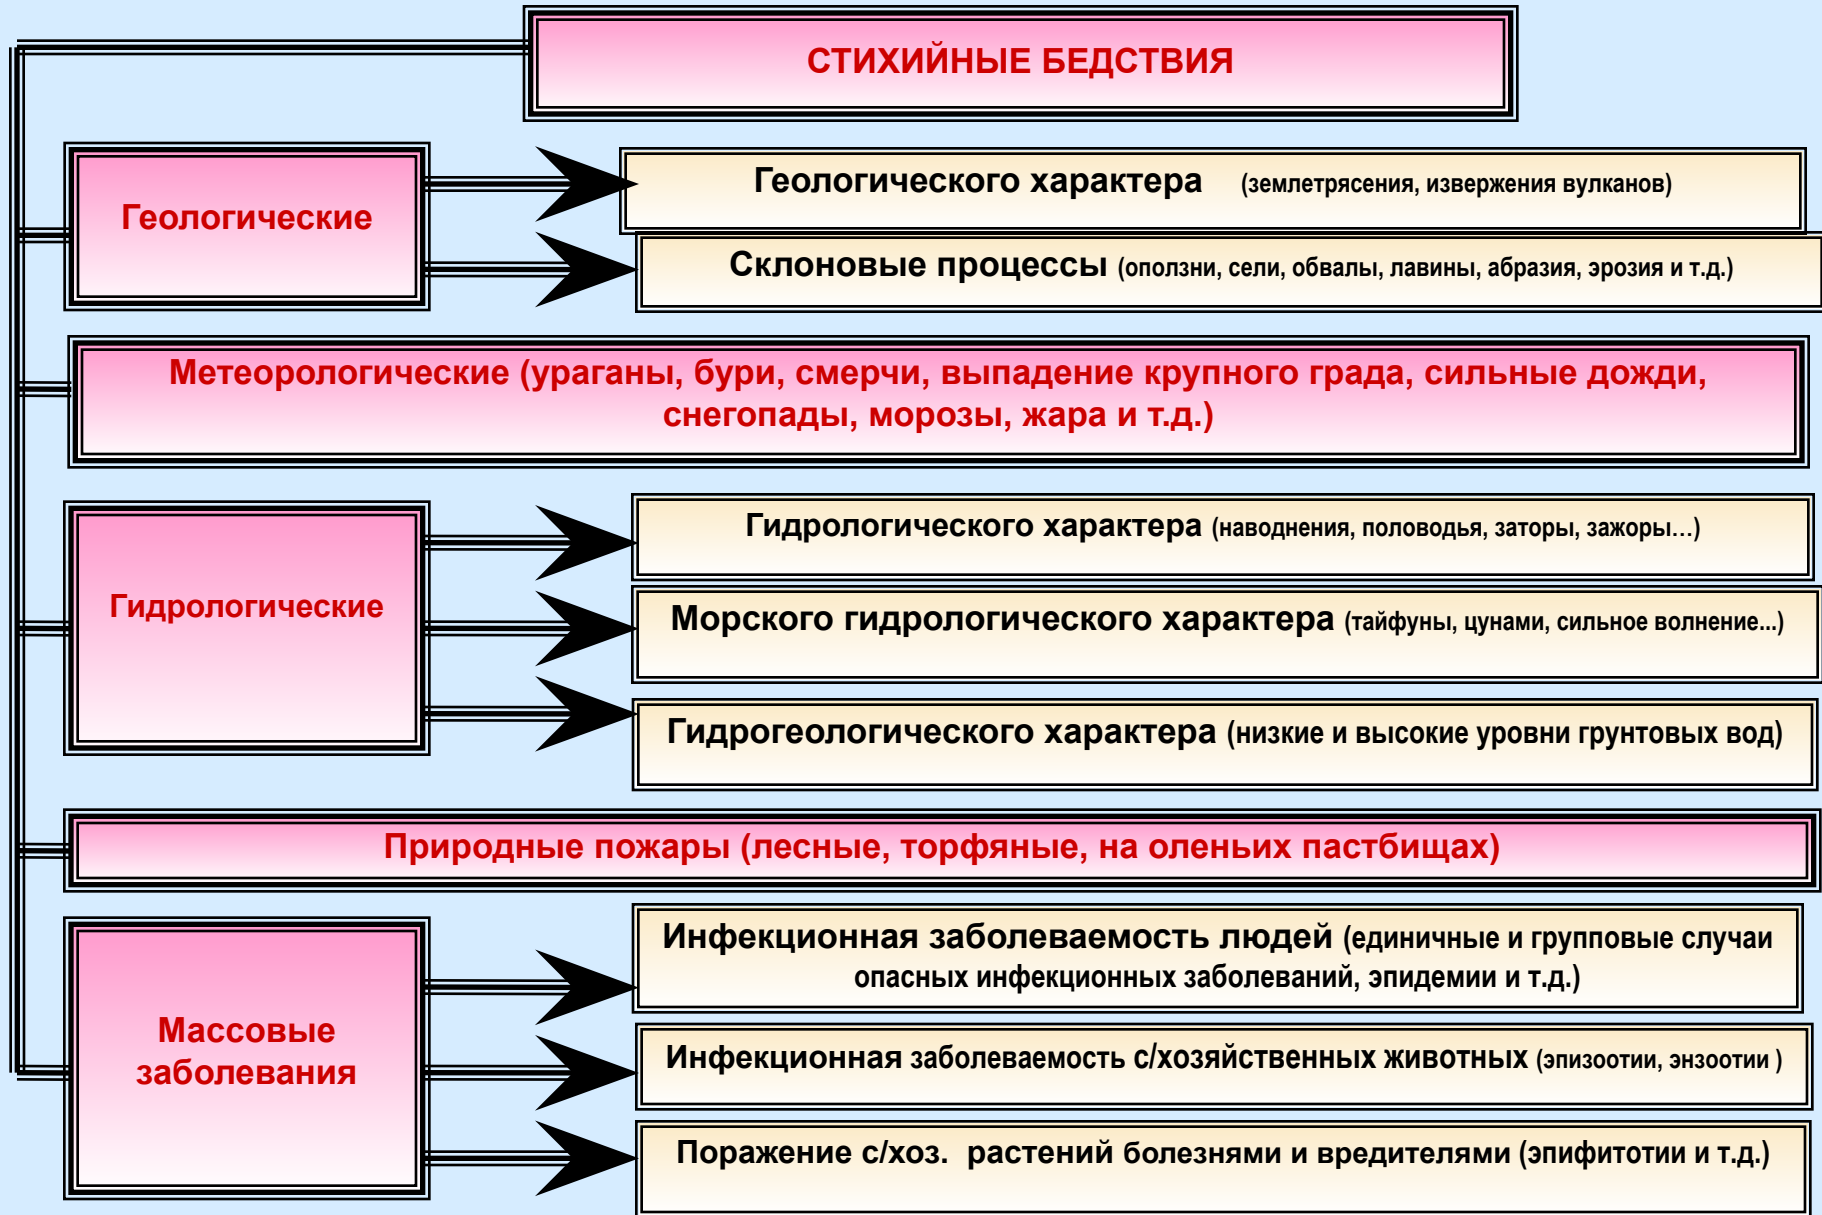 СТИХИЙНЫЕ БЕДСТВИЯ
Геологические
Геологического характера (землетрясения, извержения вулканов)
Склоновые процессы (оползни, сели, обвалы, лавины, абразия, эрозия и т.д.)
Метеорологические (ураганы, бури, смерчи, выпадение крупного града, сильные дожди,
снегопады, морозы, жара и т.д.)
Гидрологические
Гидрологического характера (наводнения, половодья, заторы, зажоры…)
Морского гидрологического характера (тайфуны, цунами, сильное волнение...)
Гидрогеологического характера (низкие и высокие уровни грунтовых вод)
Природные пожары (лесные, торфяные, на оленьих пастбищах)
Массовые
заболевания
Инфекционная заболеваемость людей (единичные и групповые случаи
опасных инфекционных заболеваний, эпидемии и т.д.)
Инфекционная заболеваемость с/хозяйственных животных (эпизоотии, энзоотии )
Поражение с/хоз. растений болезнями и вредителями (эпифитотии и т.д.)